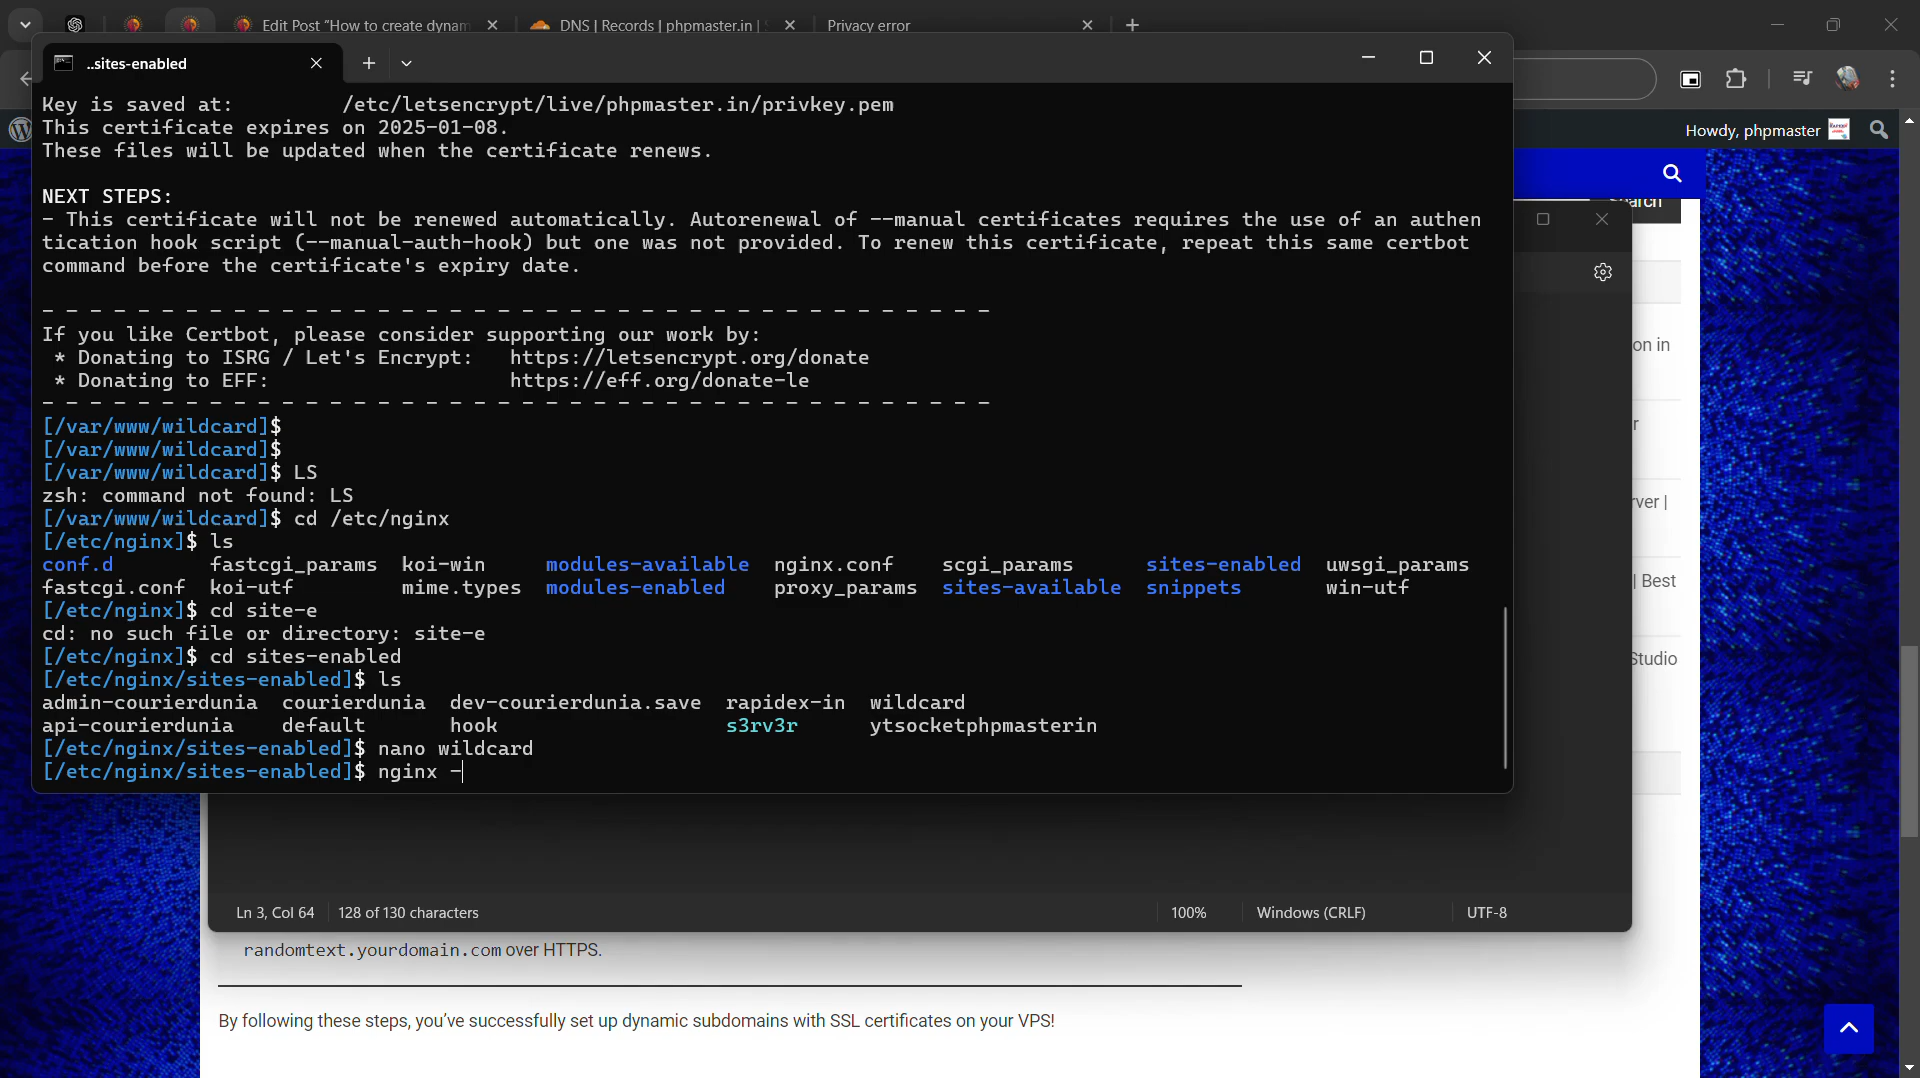 Edit Post "How to create dynam
DNS | Records | phpmaster.in |
Privacy error
..sites-enabled
Howdy, phpmaster
Key is saved at: /etc/letsencrypt/live/phpmaster.in/privkey.pem
This certificate expires on 2025-01-08.
These files will be updated when the certificate renews.
NEXT STEPS:
- This certificate will not be renewed automatically. Autorenewal of --manual certificates requires the use of an authen
tication hook script (--manual-auth-hook) but one was not provided. To renew this certificate, repeat this same certbot
command before the certificate's expiry date.
- - - - - - - - - - - - - - - - - - - - - - - - - - - - - - - - - - - - - - - -
If you like Certbot, please consider supporting our work by:
* Donating to ISRG / Let's Encrypt: https://letsencrypt.org/donate
* Donating to EFF: https://eff.org/donate-le
- - - - - - - - - - - - - - - - - - - - - - - - - - - - - - - - - - - - - - - -
[/var/www/wildcard]$
[/var/www/wildcard]$
[/var/www/wildcard]$ LS
zsh: command not found: LS
[/var/www/wildcard]$ cd /etc/nginx
[/etc/nginx]$ ls
conf.d fastcgi_params koi-win modules-available nginx.conf scgi_params sites-enabled uwsgi_params
fastcgi.conf koi-utf mime.types modules-enabled proxy_params sites-available snippets win-utf
[/etc/nginx]$ cd site-e
cd: no such file or directory: site-e
[/etc/nginx]$ cd sites-enabled
[/etc/nginx/sites-enabled]$ ls
admin-courierdunia courierdunia dev-courierdunia.save rapidex-in wildcard
api-courierdunia default hook s3rv3r ytsocketphpmasterin
[/etc/nginx/sites-enabled]$ nano wildcard
[/etc/nginx/sites-enabled]$ nginx -
on in
r
rver |
| Best
Studio
Ln 3, Col 64
128 of 130 characters
100%
Windows (CRLF)
UTF-8
randomtext.yourdomain.com over HTTPS.
By following these steps, you've successfully set up dynamic subdomains with SSL certificates on your VPS!